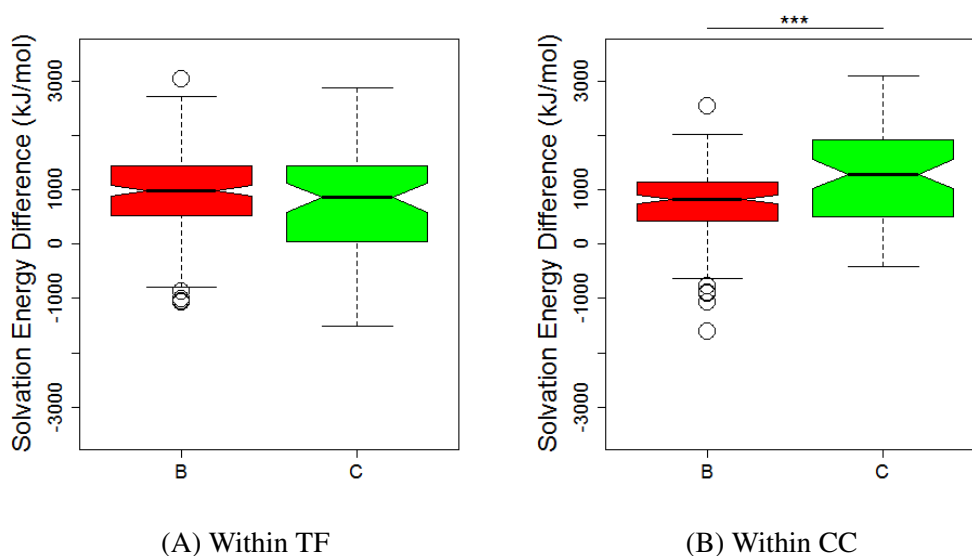 ***
Solvation Energy Difference (kJ/mol)
3000
1000
0
-1000
-3000
B
C
Solvation Energy Difference (kJ/mol)
3000
1000
0
-1000
-3000
B
C
(A) Within TF
(B) Within CC